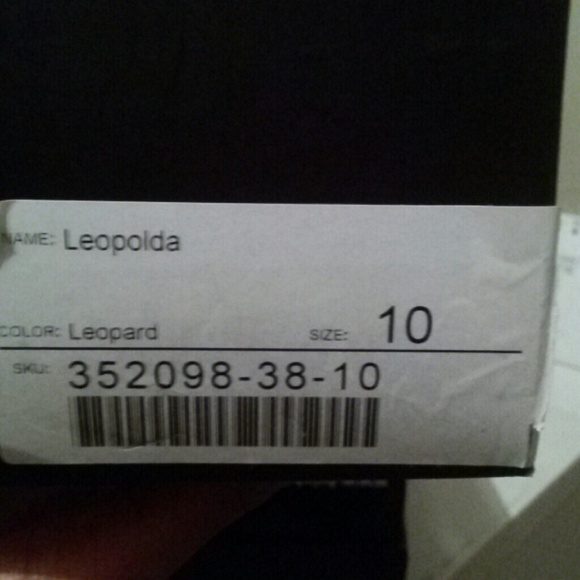 NAME: Leopolda
COLOR: Leopard SIZE: 10
SKU: 352098-38-10